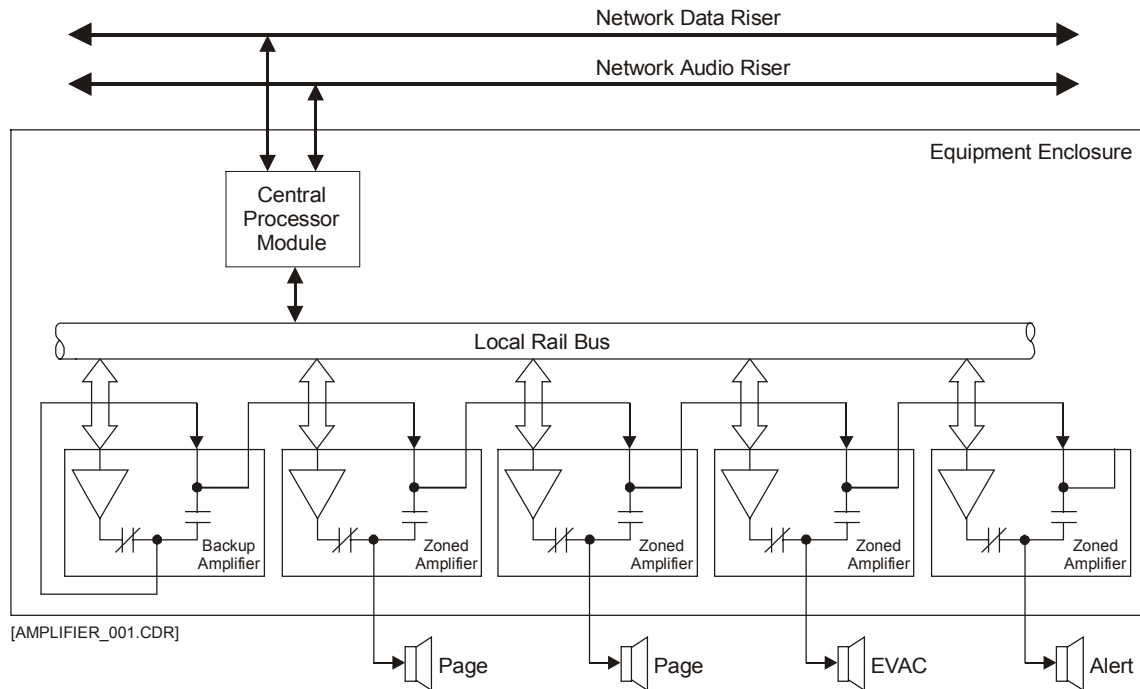 Network Data Riser
Network Audio Riser
Equipment Enclosure
Central
Processor
Module
Local Rail Bus
Backup
Amplifier
Zoned
Amplifier
Zoned
Amplifier
Zoned
Amplifier
Zoned
Amplifier
[AMPLIFIER_001.CDR]
Page
Page
EVAC
Alert